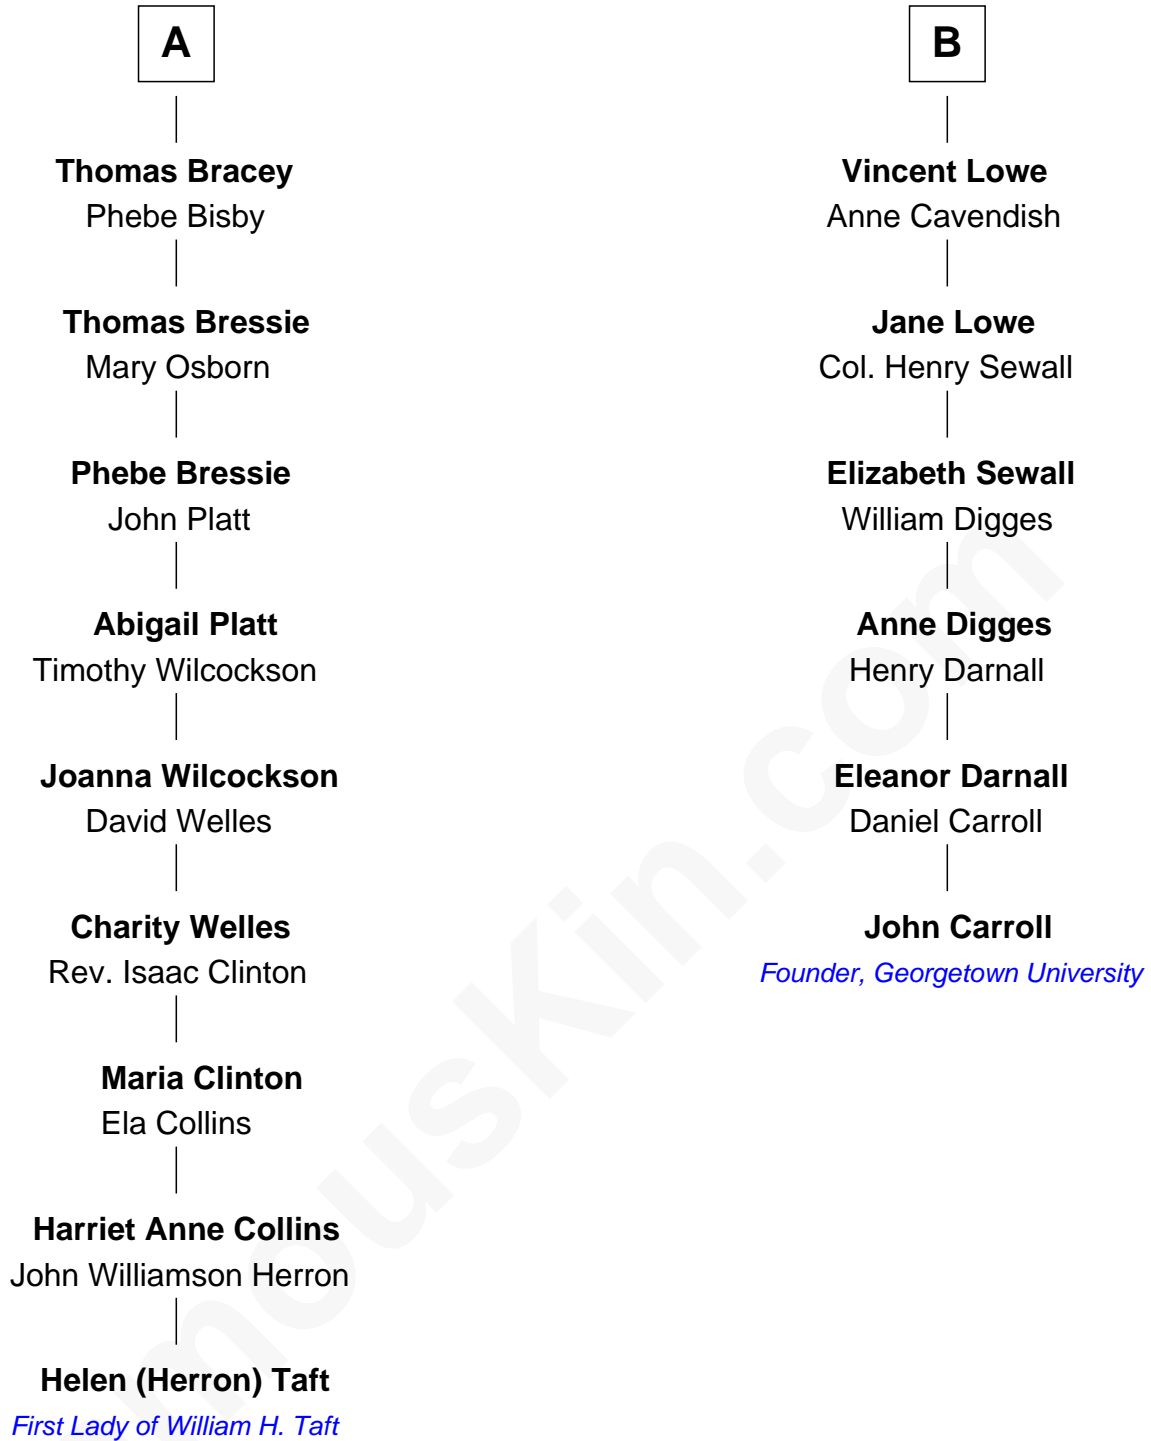 A
Thomas Bracey
Phebe Bisby
Thomas Bressie
Mary Osborn
Phebe Bressie
John Platt
Abigail Platt
Timothy Wilcockson
Joanna Wilcockson
David Welles
Charity Welles
Rev. Isaac Clinton
Maria Clinton
Ela Collins
Harriet Anne Collins
John Williamson Herron
Helen (Herron) Taft
First Lady of William H. Taft
B
Vincent Lowe
Anne Cavendish
Jane Lowe
Col. Henry Sewall
Elizabeth Sewall
William Digges
Anne Digges
Henry Darnall
Eleanor Darnall
Daniel Carroll
John Carroll
Founder, Georgetown University
mouskin.com